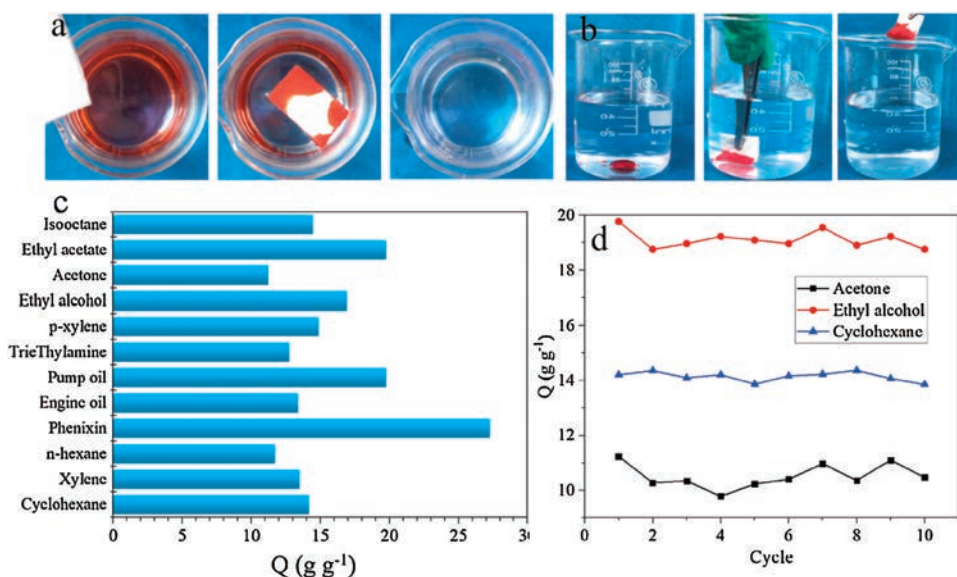 a
b
c
Isooctane
Ethyl acetate
Acetone
Ethyl alcohol
p-xylene
TrieThylamine
Pump oil
Engine oil
Phenixin
n-hexane
Xylene
Cyclohexane
0 5 10 15 20 25 30
Q (g g⁻¹)
d
20
18
16
14
12
10
Q (g g⁻¹)
Acetone
Ethyl alcohol
Cyclohexane
0 2 4 6 8 10
Cycle